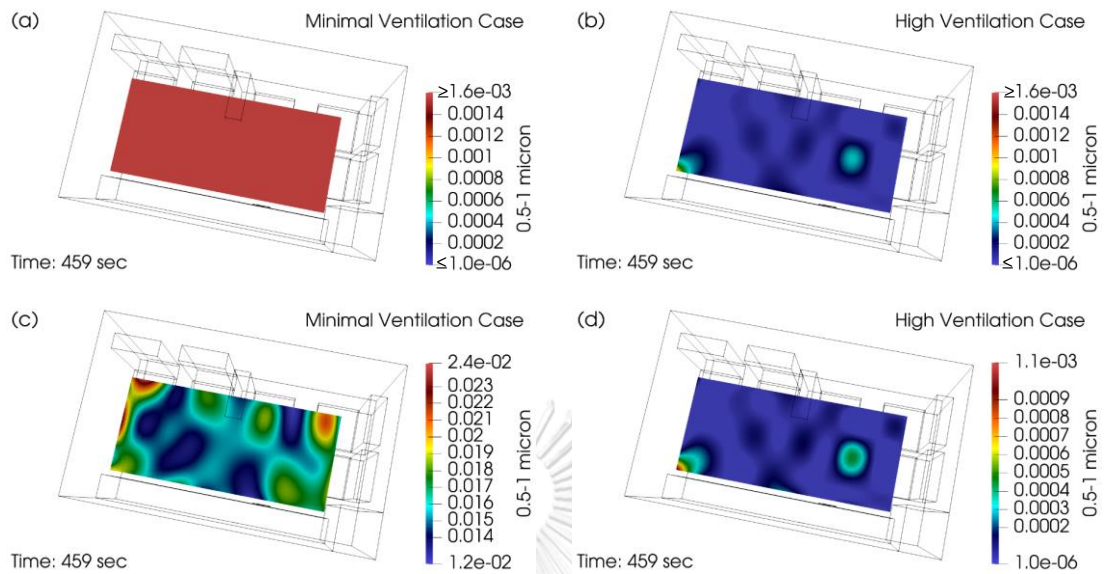 (a)
Minimal Ventilation Case
≥1.6e-03
0.0014
0.0012
0.001
0.0008
0.0006
0.0004
0.0002
≤1.0e-06
0.5-1 micron
Time: 459 sec
(b)
High Ventilation Case
≥1.6e-03
0.0014
0.0012
0.001
0.0008
0.0006
0.0004
0.0002
≤1.0e-06
0.5-1 micron
Time: 459 sec
(c)
Minimal Ventilation Case
2.4e-02
0.023
0.022
0.021
0.02
0.019
0.018
0.017
0.016
0.015
0.014
1.2e-02
0.5-1 micron
Time: 459 sec
(d)
High Ventilation Case
1.1e-03
0.0009
0.0008
0.0007
0.0006
0.0005
0.0004
0.0003
0.0002
1.0e-06
0.5-1 micron
Time: 459 sec